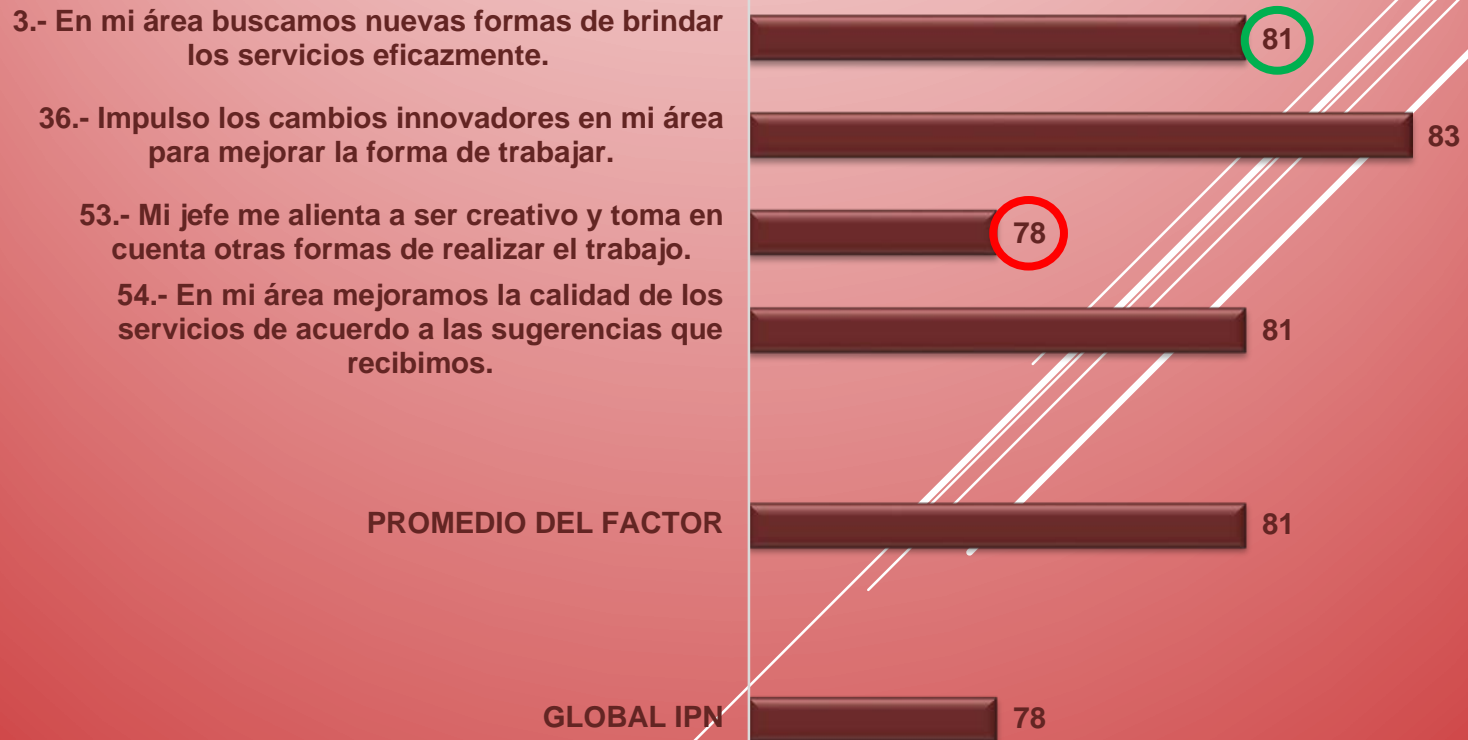 3.- En mi área buscamos nuevas formas de brindar
los servicios eficazmente.
81
36.- Impulso los cambios innovadores en mi área
para mejorar la forma de trabajar.
83
53.- Mi jefe me alienta a ser creativo y toma en
cuenta otras formas de realizar el trabajo.
78
54.- En mi área mejoramos la calidad de los
servicios de acuerdo a las sugerencias que
recibimos.
81
PROMEDIO DEL FACTOR
81
GLOBAL IPN
78